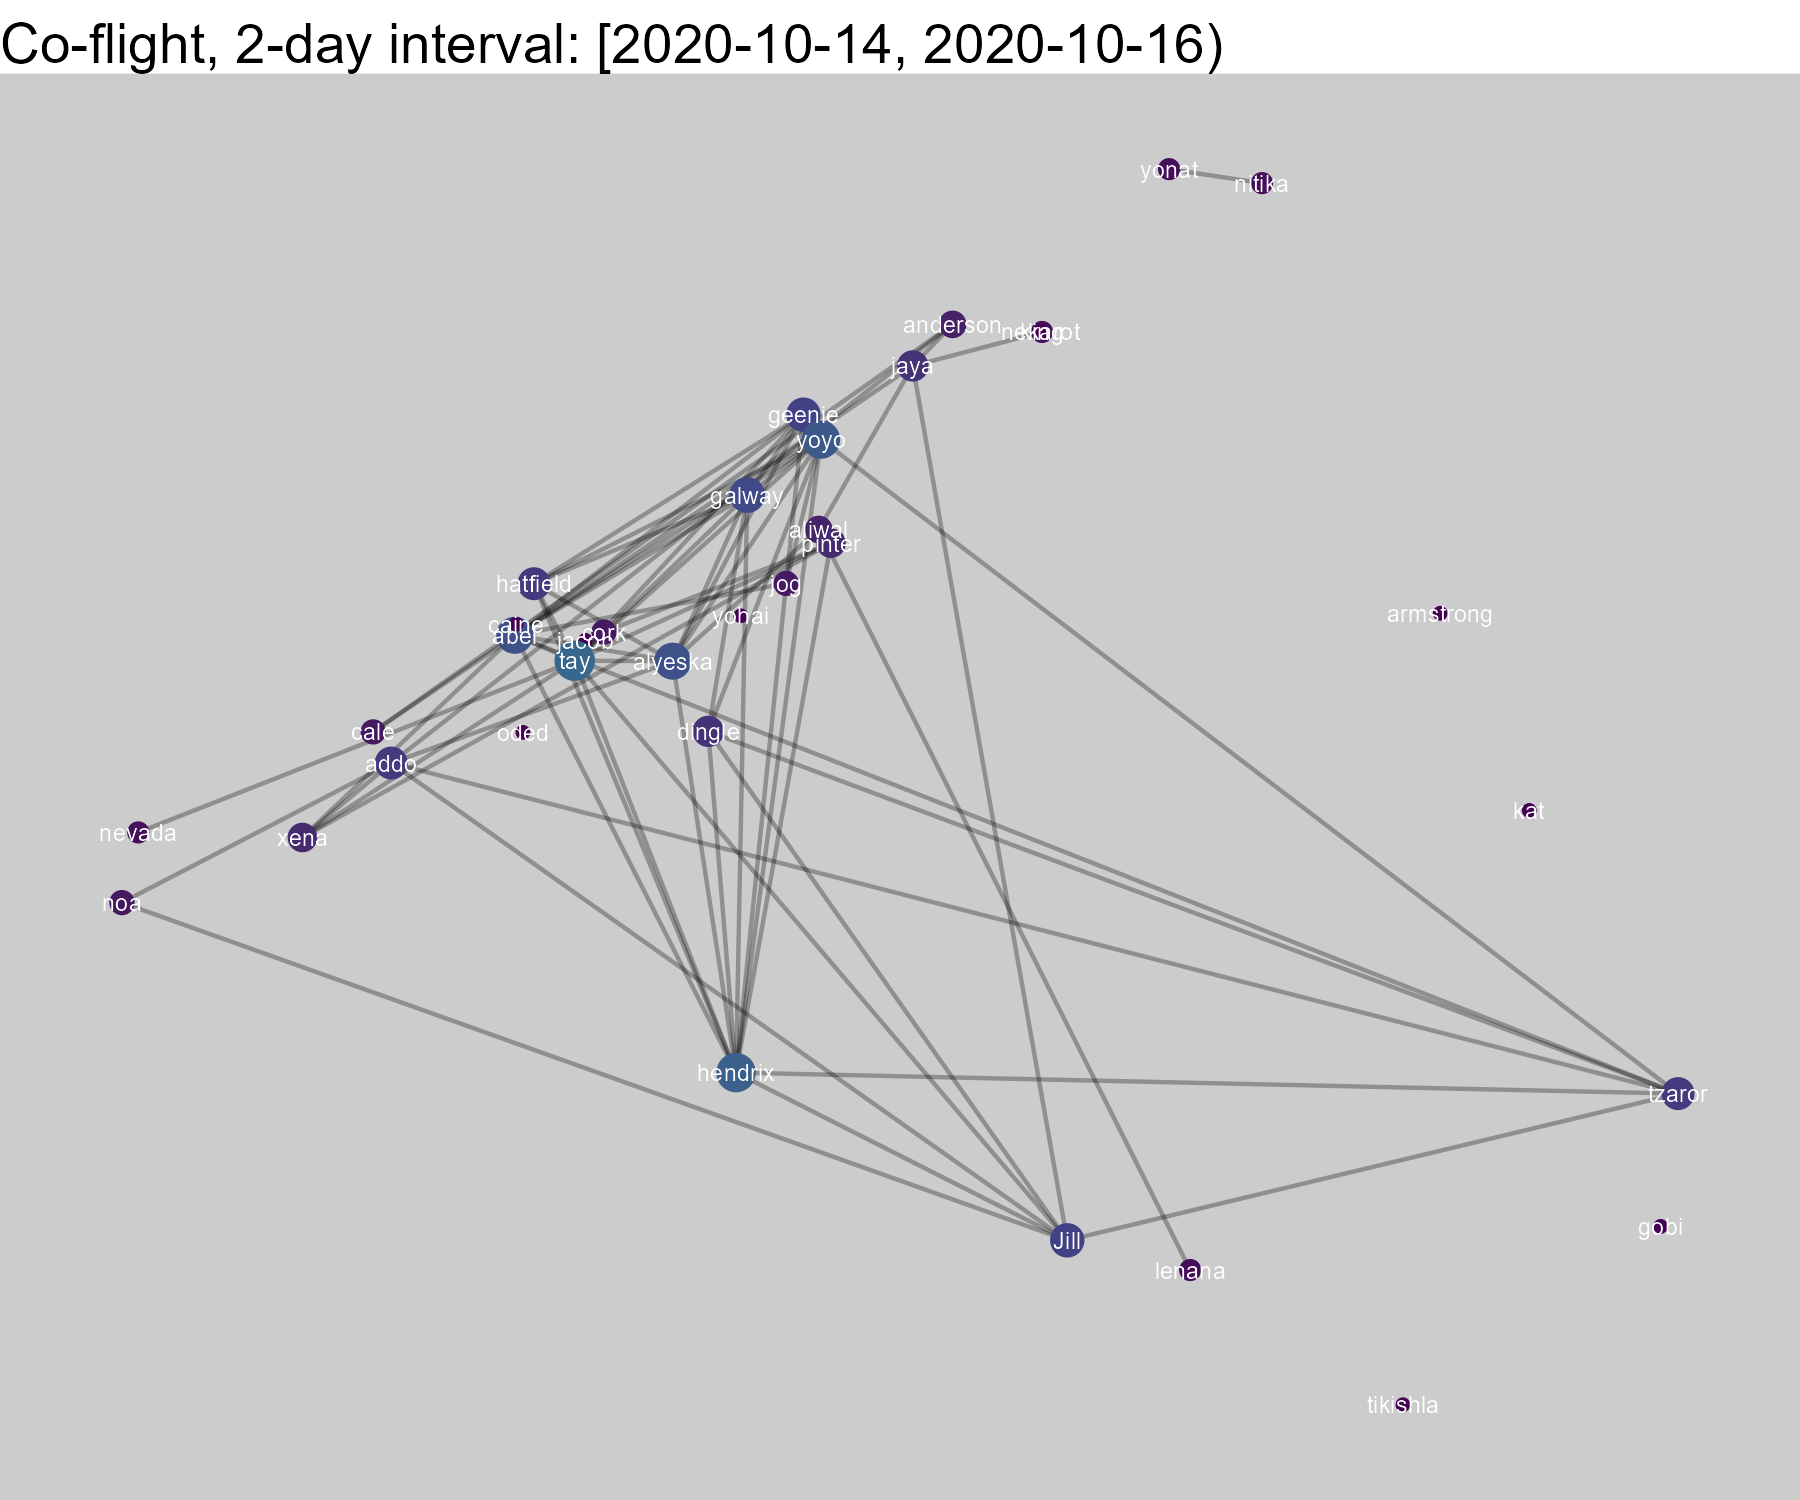 Co-flight, 2-day interval: [2020-10-14, 2020-10-16)
yonat
nitika
anderson
jaya
geenie
yoyo
galway
aliwal
pinter
hatfield
jog
yohai
armstrong
caine
abel
cork
jacob
tay
alyeska
cale
oded
dingle
addo
kat
nevada
xena
noa
hendrix
tzaror
gobi
Jill
lenana
tikishla